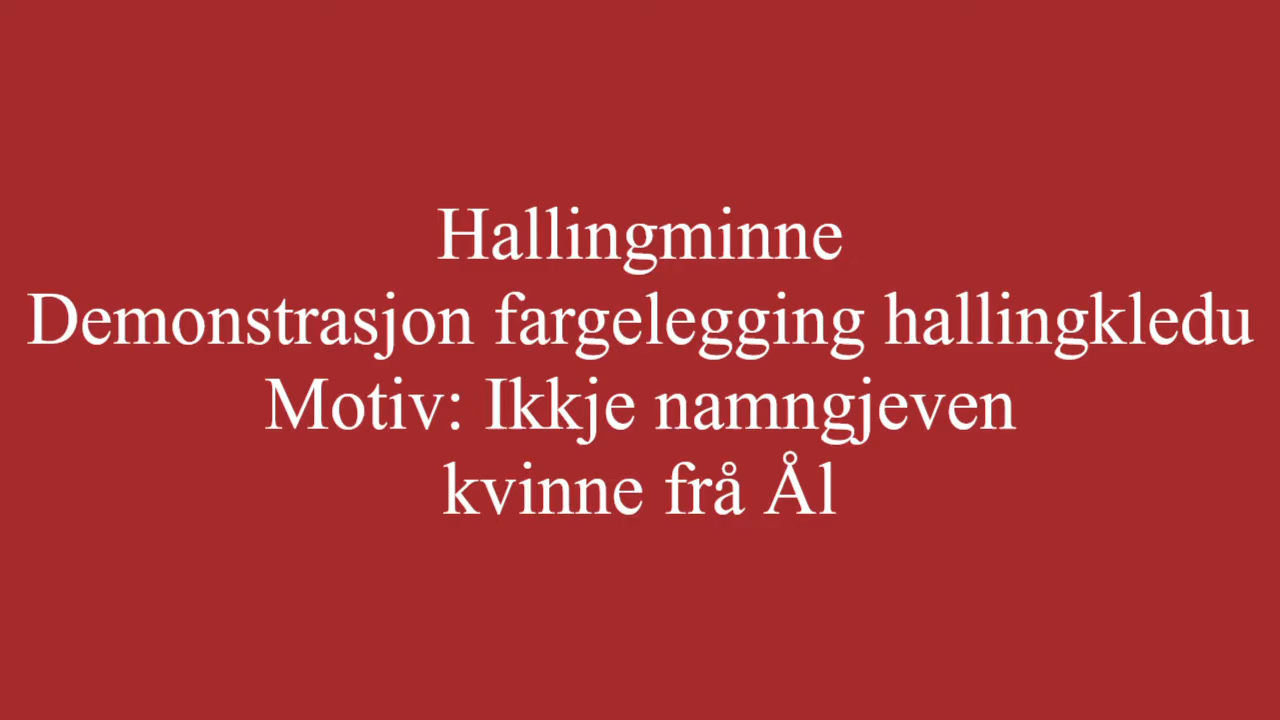 Hallingminne
Demonstrasjon fargelegging hallingkledu
Motiv: Ikkje namngjeven
kvinne frå Ål